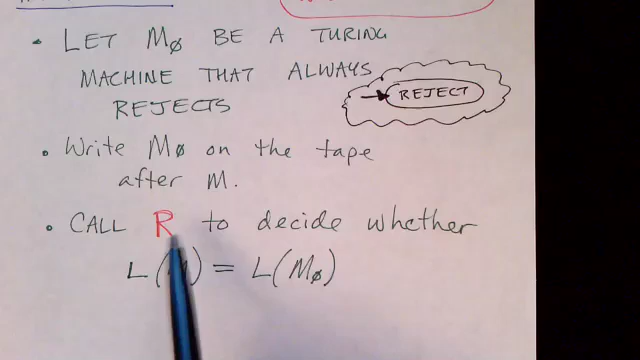 • LET M∅ BE A TURING
MACHINE THAT ALWAYS
REJECTS
REJECT
• Write M∅ on the tape
after M.
• CALL R to decide whether
L(M) = L(M∅)